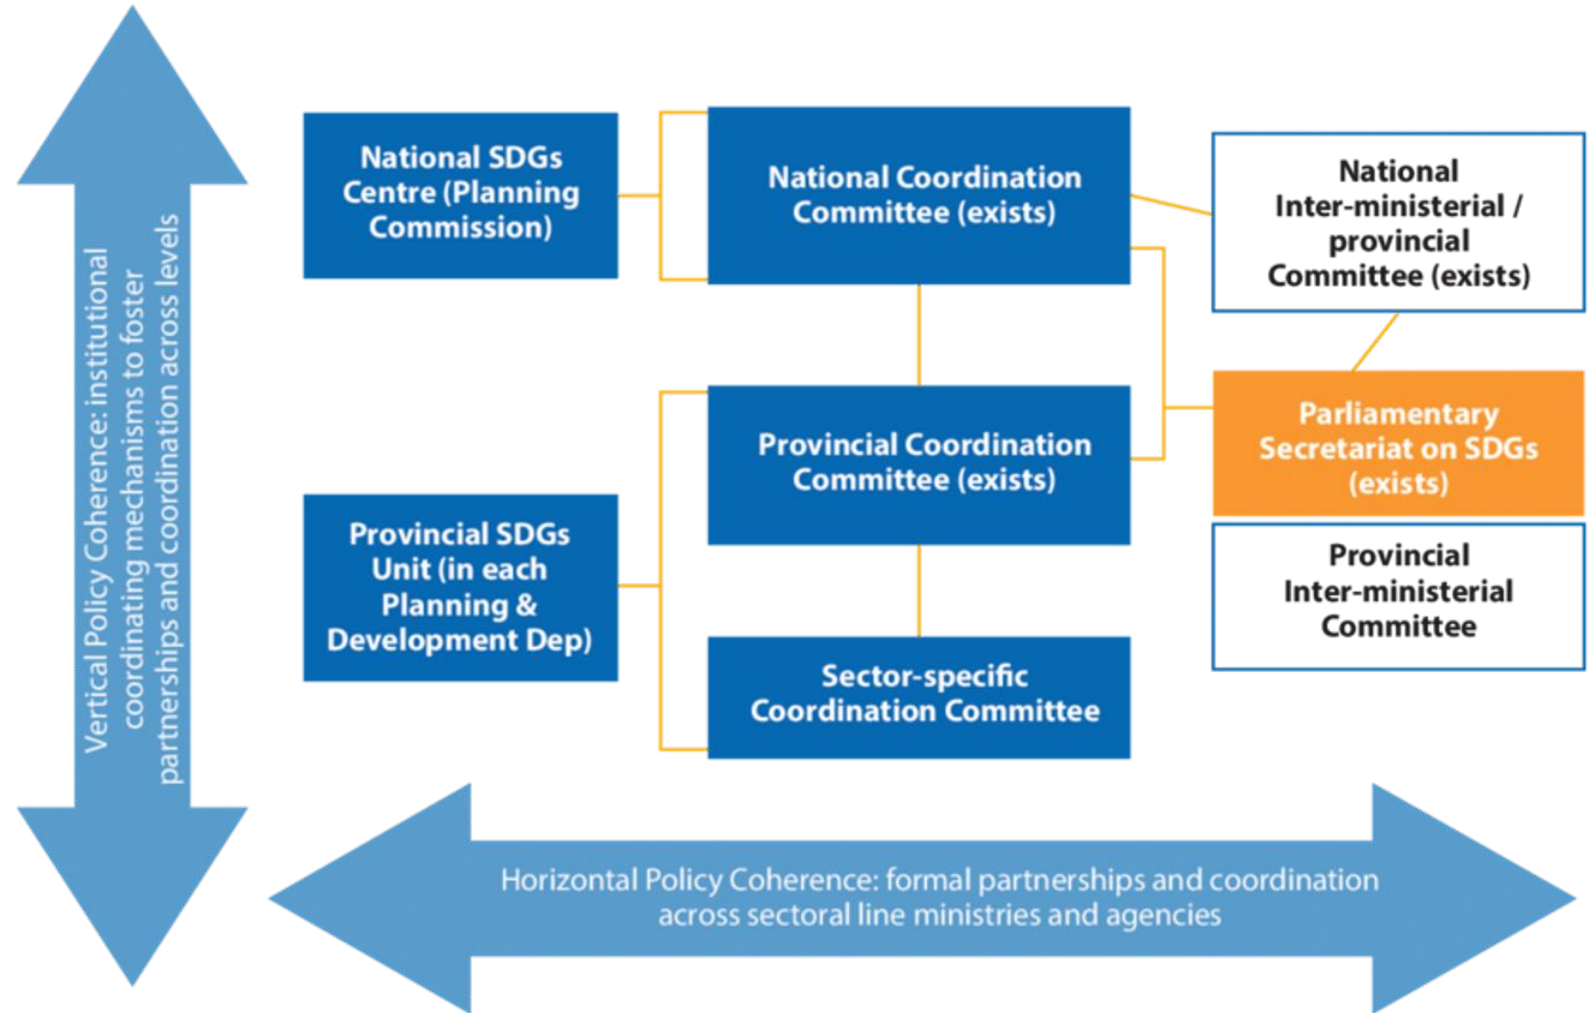 Vertical Policy Coherence: institutional
coordinating mechanisms to foster
partnerships and coordination across levels
National SDGs
Centre (Planning
Commission)
National Coordination
Committee (exists)
National
Inter-ministerial /
provincial
Committee (exists)
Provincial Coordination
Committee (exists)
Parliamentary
Secretariat on SDGs
(exists)
Provincial SDGs
Unit (in each
Planning &
Development Dep)
Provincial
Inter-ministerial
Committee
Sector-specific
Coordination Committee
Horizontal Policy Coherence: formal partnerships and coordination
across sectoral line ministries and agencies